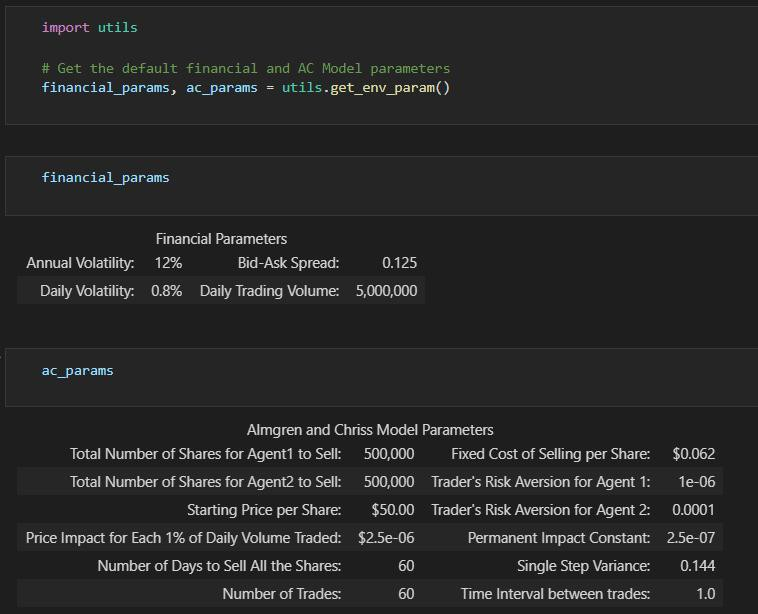 import utils
# Get the default financial and AC Model parameters
financial_params, ac_params = utils.get_env_param()
financial_params
Financial Parameters
Annual Volatility: 12% Bid-Ask Spread: 0.125
Daily Volatility: 0.8% Daily Trading Volume: 5,000,000
ac_params
Almgren and Chriss Model Parameters
Total Number of Shares for Agent1 to Sell: 500,000 Fixed Cost of Selling per Share: $0.062
Total Number of Shares for Agent2 to Sell: 500,000 Trader's Risk Aversion for Agent 1: 1e-06
Starting Price per Share: $50.00 Trader's Risk Aversion for Agent 2: 0.0001
Price Impact for Each 1% of Daily Volume Traded: $2.5e-06 Permanent Impact Constant: 2.5e-07
Number of Days to Sell All the Shares: 60 Single Step Variance: 0.144
Number of Trades: 60 Time Interval between trades: 1.0